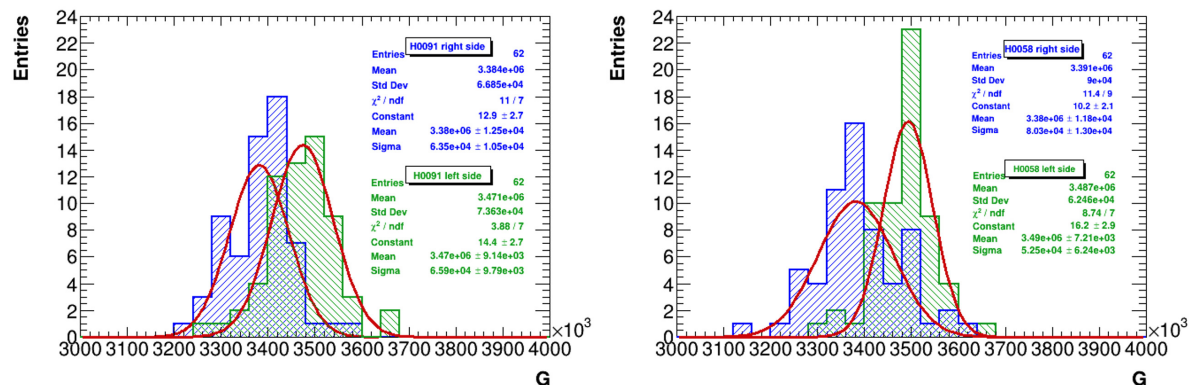 Entries
24
22
20
18
16
14
12
10
8
6
4
2
0
3000 3100 3200 3300 3400 3500 3600 3700 3800 3900 4000
×10³
G
H0091 right side
Entries 62
Mean 3.384e+06
Std Dev 6.685e+04
χ² / ndf 11 / 7
Constant 12.9 ± 2.7
Mean 3.38e+06 ± 1.25e+04
Sigma 6.35e+04 ± 1.05e+04
H0091 left side
Entries 62
Mean 3.471e+06
Std Dev 7.363e+04
χ² / ndf 3.88 / 7
Constant 14.4 ± 2.7
Mean 3.47e+06 ± 9.14e+03
Sigma 6.59e+04 ± 9.79e+03
Entries
24
22
20
18
16
14
12
10
8
6
4
2
0
3000 3100 3200 3300 3400 3500 3600 3700 3800 3900 4000
×10³
G
H0058 right side
Entries 62
Mean 3.391e+06
Std Dev 9e+04
χ² / ndf 11.4 / 9
Constant 10.2 ± 2.1
Mean 3.38e+06 ± 1.18e+04
Sigma 8.03e+04 ± 1.30e+04
H0058 left side
Entries 62
Mean 3.487e+06
Std Dev 6.246e+04
χ² / ndf 8.74 / 7
Constant 16.2 ± 2.9
Mean 3.49e+06 ± 7.21e+03
Sigma 5.25e+04 ± 6.24e+03